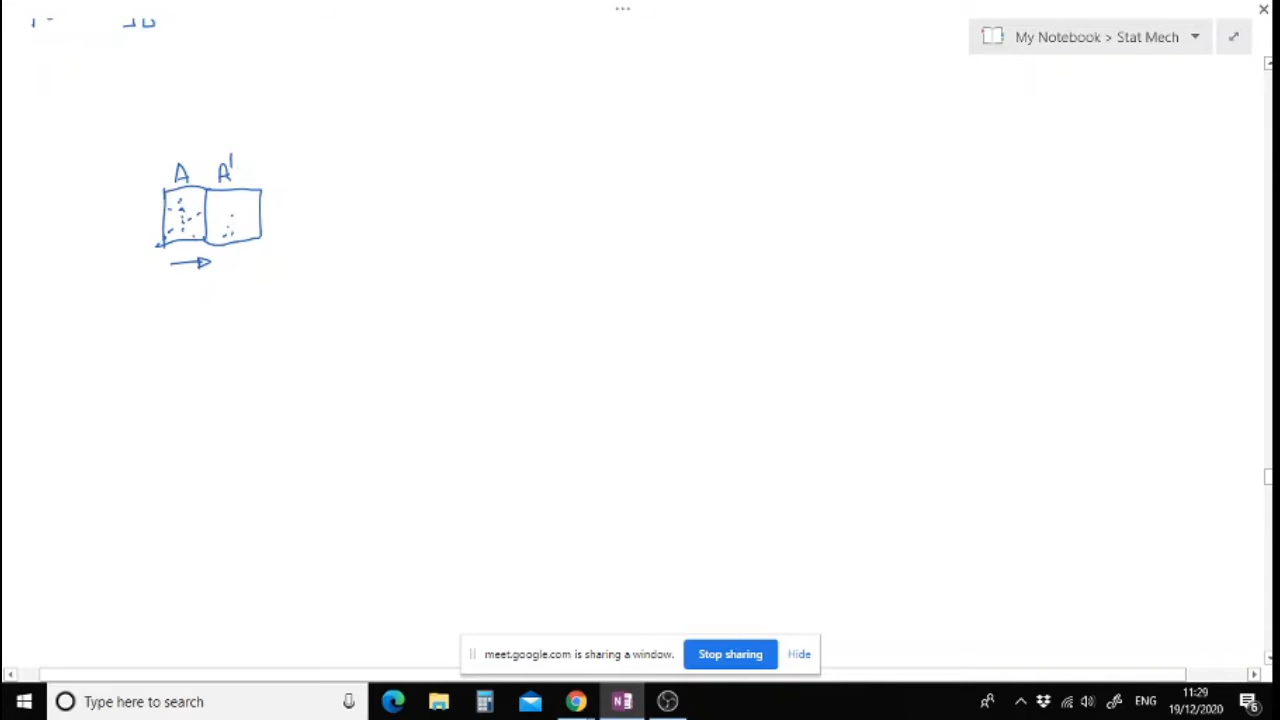 My Notebook > Stat Mech
A A'
meet.google.com is sharing a window. Stop sharing Hide
Type here to search
ENG
11:29
19/12/2020
6